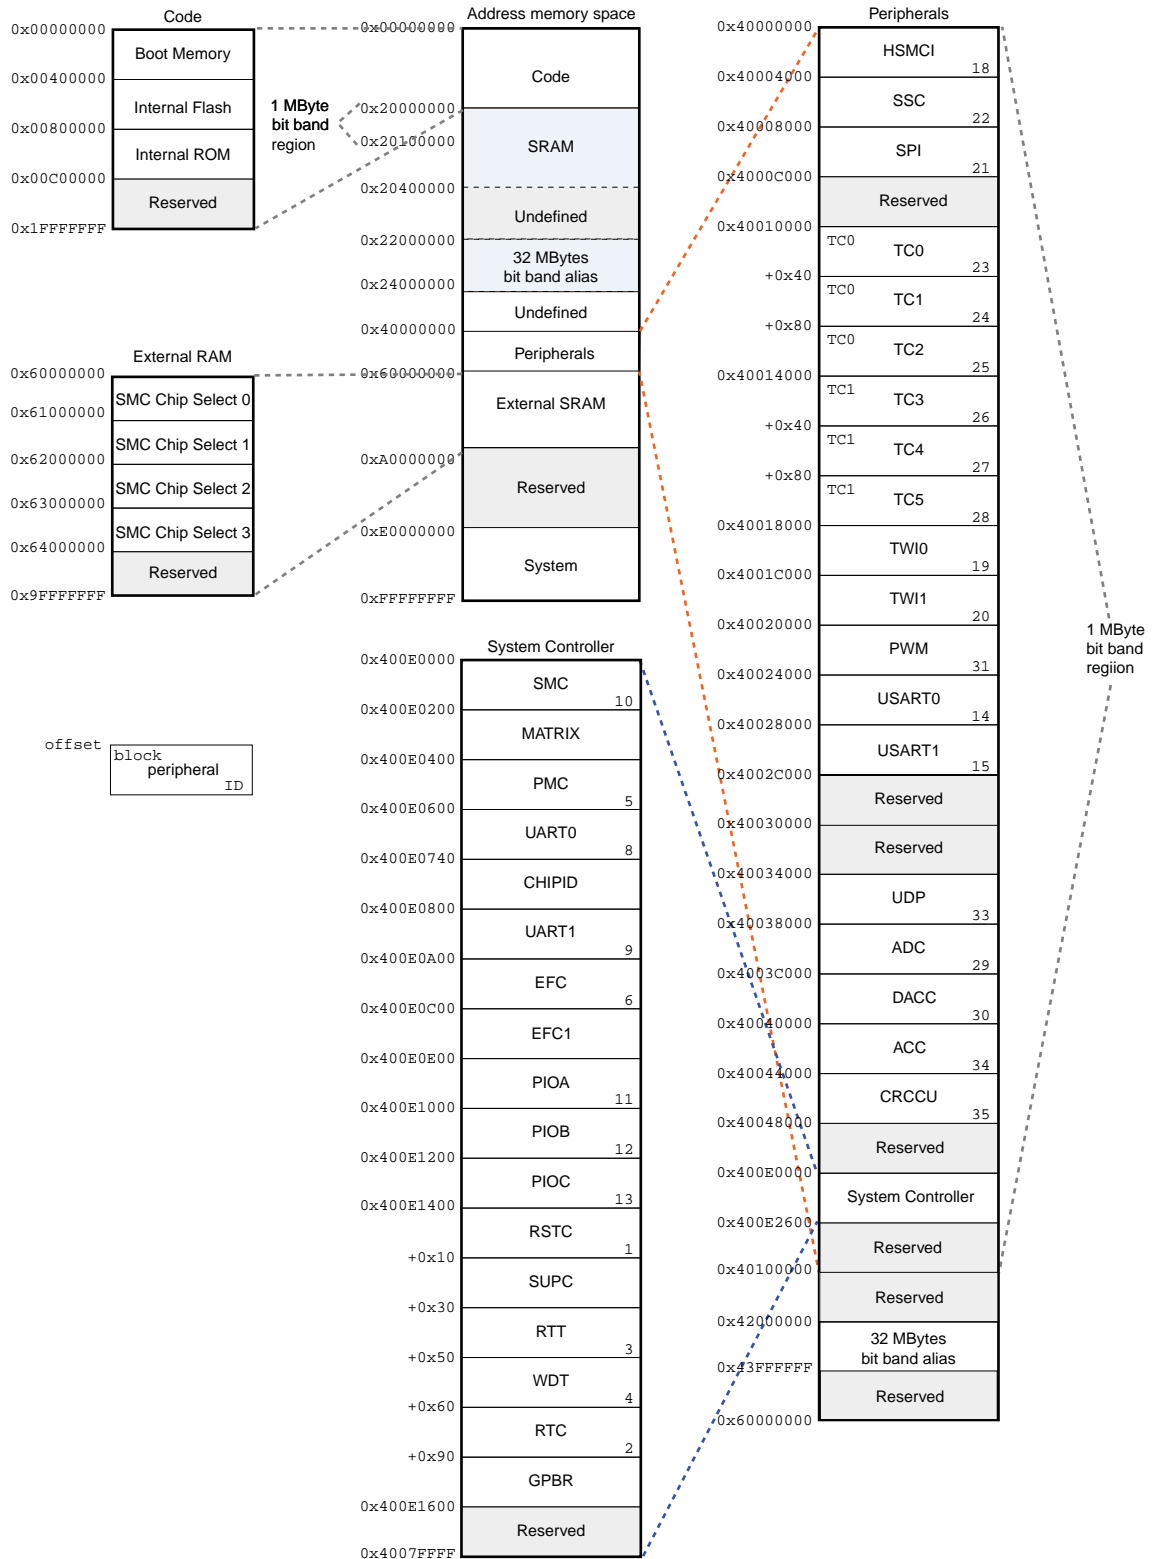 Code
0x00000000
Boot Memory
0x00400000
Internal Flash
0x00800000
Internal ROM
0x00C00000
Reserved
0x1FFFFFFF
1 MByte
bit band
region
External RAM
0x60000000
SMC Chip Select 0
0x61000000
SMC Chip Select 1
0x62000000
SMC Chip Select 2
0x63000000
SMC Chip Select 3
0x64000000
Reserved
0x9FFFFFFF
offset
block
peripheral
ID
Address memory space
0x00000000
Code
0x20000000
0x20100000
SRAM
0x20400000
Undefined
0x22000000
32 MBytes
bit band alias
0x24000000
Undefined
0x40000000
Peripherals
0x60000000
External SRAM
0xA0000000
Reserved
0xE0000000
System
0xFFFFFFFF
System Controller
0x400E0000
SMC
10
0x400E0200
MATRIX
0x400E0400
PMC
5
0x400E0600
UART0
8
0x400E0740
CHIPID
0x400E0800
UART1
9
0x400E0A00
EFC
6
0x400E0C00
EFC1
0x400E0E00
PIOA
11
0x400E1000
PIOB
12
0x400E1200
PIOC
13
0x400E1400
RSTC
1
+0x10
SUPC
+0x30
RTT
3
+0x50
WDT
4
+0x60
RTC
2
+0x90
GPBR
0x400E1600
Reserved
0x4007FFFF
Peripherals
0x40000000
HSMCI
18
0x40004000
SSC
22
0x40008000
SPI
21
0x4000C000
Reserved
0x40010000
TC0
TC0
23
+0x40
TC0
TC1
24
+0x80
TC0
TC2
25
0x40014000
TC1
TC3
26
+0x40
TC1
TC4
27
+0x80
TC1
TC5
28
0x40018000
TWI0
19
0x4001C000
TWI1
20
0x40020000
PWM
31
0x40024000
USART0
14
0x40028000
USART1
15
0x4002C000
Reserved
0x40030000
Reserved
0x40034000
UDP
33
0x40038000
ADC
29
0x4003C000
DACC
30
0x40040000
ACC
34
0x40044000
CRCCU
35
0x40048000
Reserved
0x400E0000
System Controller
0x400E2600
Reserved
0x40100000
Reserved
0x42000000
32 MBytes
bit band alias
0x43FFFFFF
Reserved
0x60000000
1 MByte
bit band
regiion